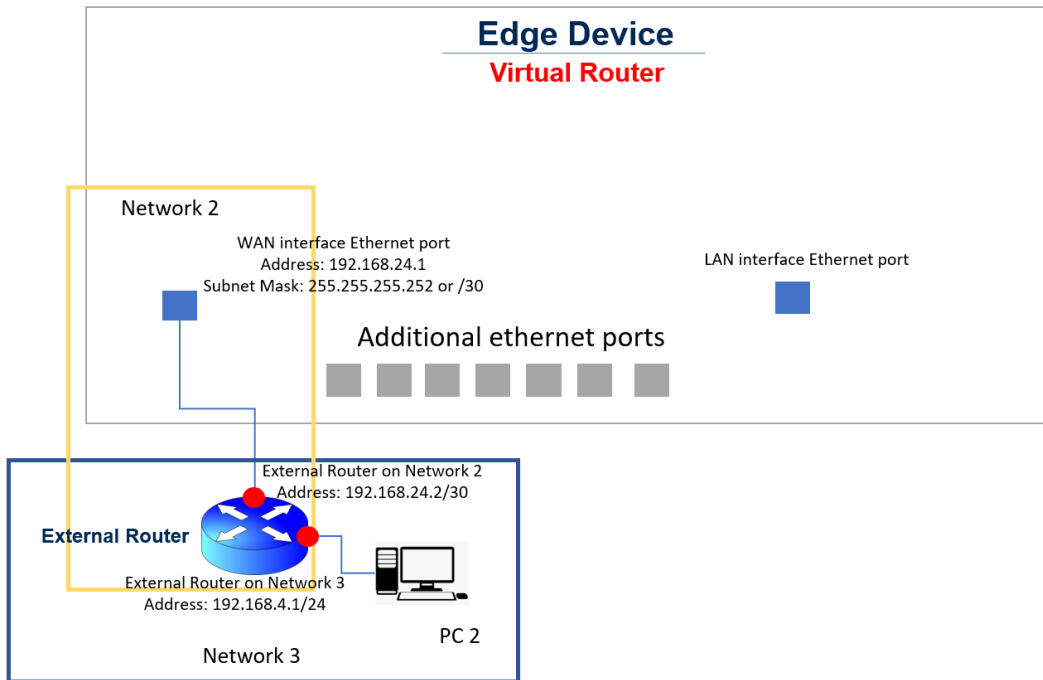 Edge Device
Virtual Router
Network 2
WAN interface Ethernet port
Address: 192.168.24.1
Subnet Mask: 255.255.255.252 or /30
LAN interface Ethernet port
Additional ethernet ports
External Router on Network 2
Address: 192.168.24.2/30
External Router
External Router on Network 3
Address: 192.168.4.1/24
PC 2
Network 3